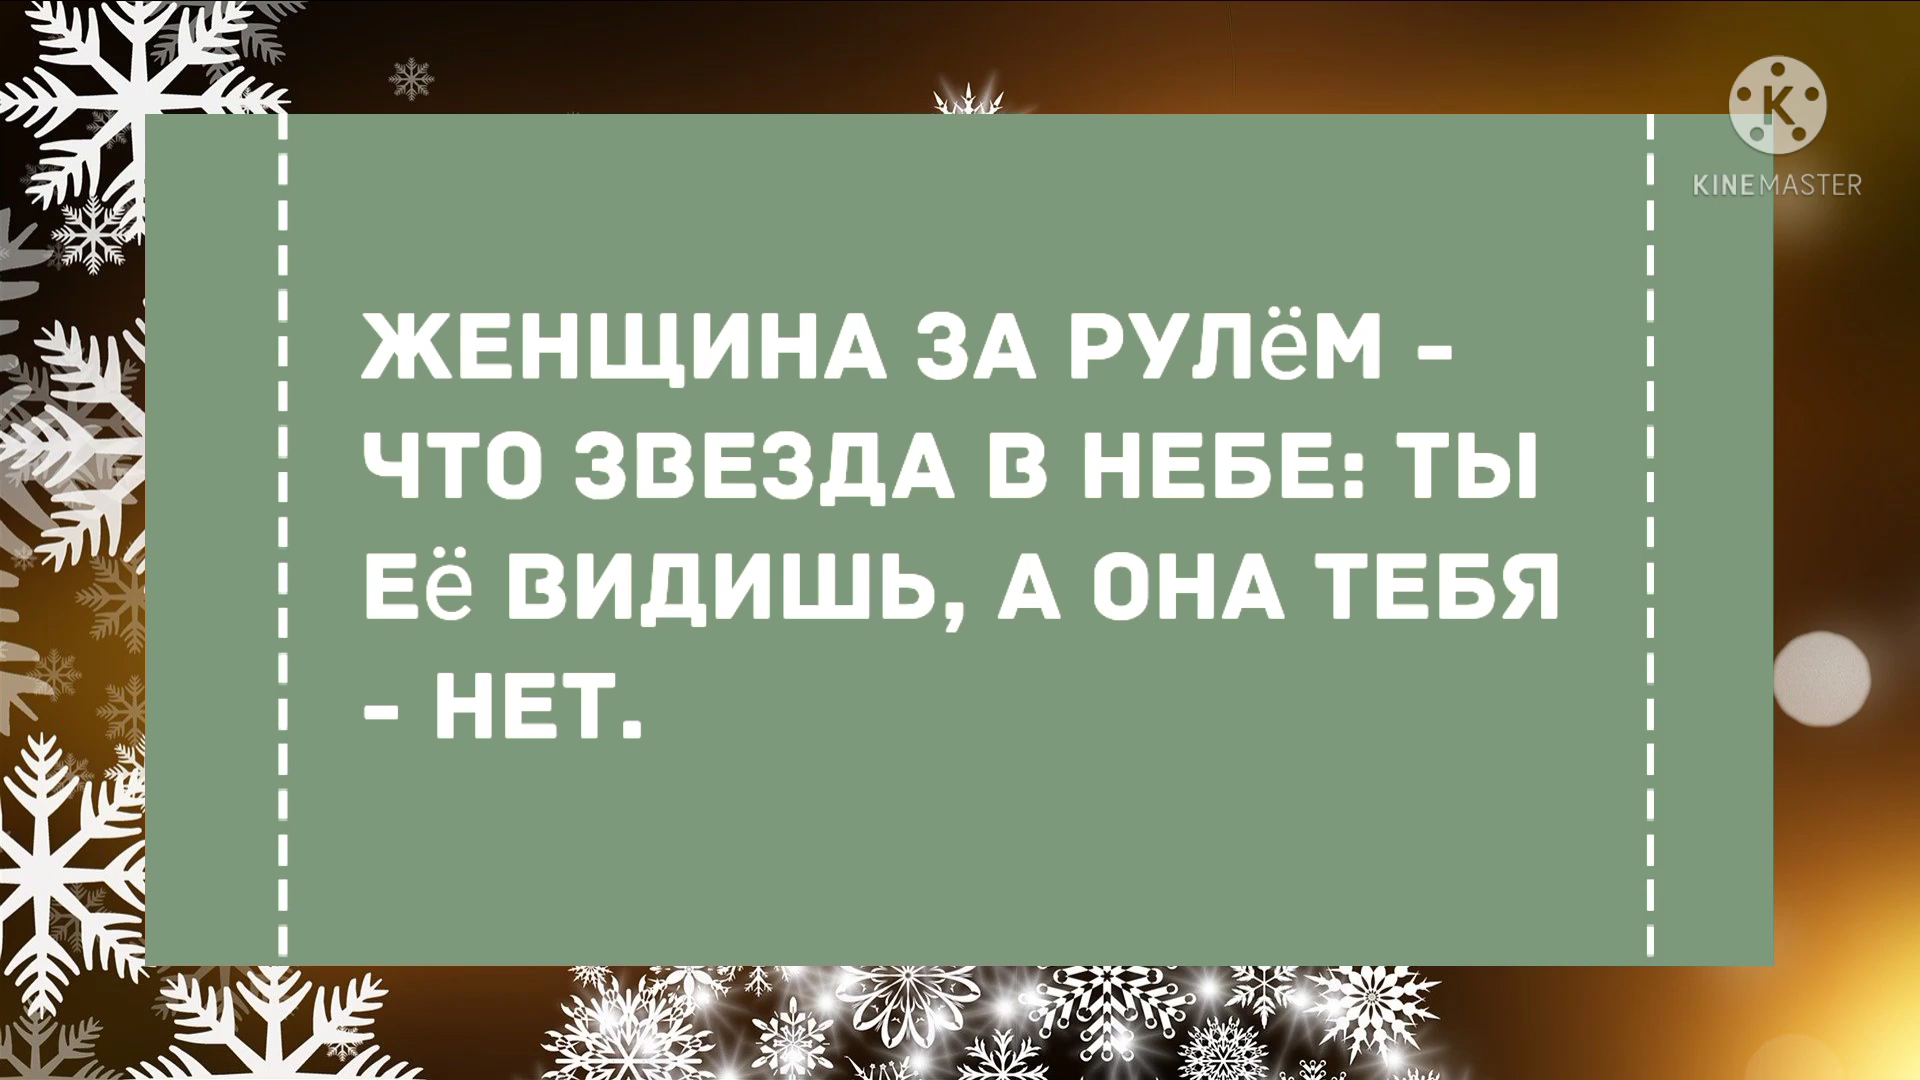 ЖЕНЩИНА ЗА РУЛёМ -
ЧТО ЗВЕЗДА В НЕБЕ: ТЫ
ЕЁ ВИДИШЬ, А ОНА ТЕБЯ
- НЕТ.
K
KINEMASTER